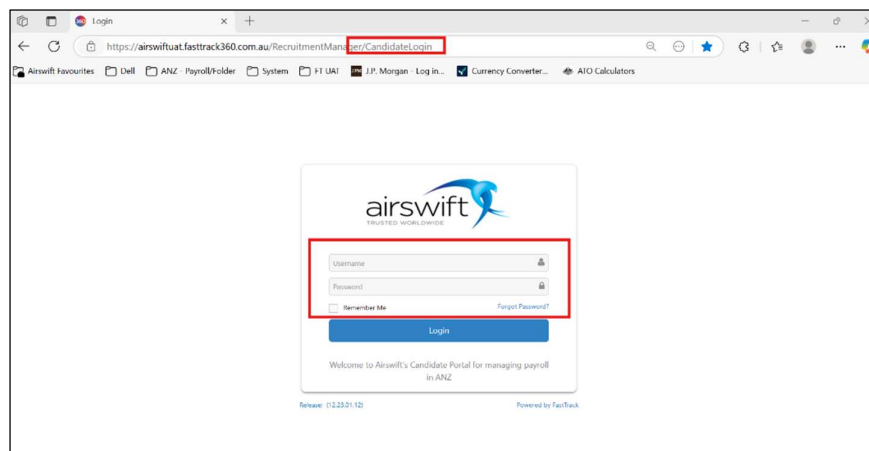 Login
https://airswiftuat.fasttrack360.com.au/RecruitmentManager/CandidateLogin
Airswift Favourites Dell ANZ - Payroll/Folder System FT UAT J.P. Morgan - Log in... Currency Converter... ATO Calculators
airswift
TRUSTED WORLDWIDE
Username
Password
Remember Me Forgot Password?
Login
Welcome to Airswift's Candidate Portal for managing payroll
in ANZ
Release: (12.23.01.12) Powered by FastTrack